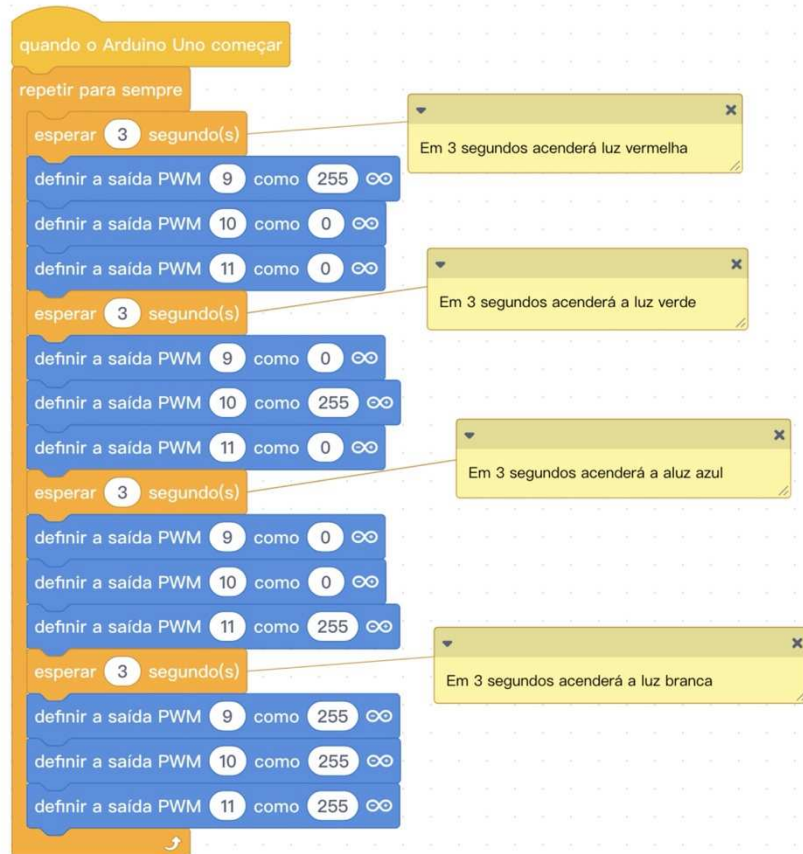 quando o Arduino Uno começar
repetir para sempre
esperar 3 segundo(s)
Em 3 segundos acenderá luz vermelha
definir a saída PWM 9 como 255
definir a saída PWM 10 como 0
definir a saída PWM 11 como 0
esperar 3 segundo(s)
Em 3 segundos acenderá a luz verde
definir a saída PWM 9 como 0
definir a saída PWM 10 como 255
definir a saída PWM 11 como 0
esperar 3 segundo(s)
Em 3 segundos acenderá a aluz azul
definir a saída PWM 9 como 0
definir a saída PWM 10 como 0
definir a saída PWM 11 como 255
esperar 3 segundo(s)
Em 3 segundos acenderá a luz branca
definir a saída PWM 9 como 255
definir a saída PWM 10 como 255
definir a saída PWM 11 como 255